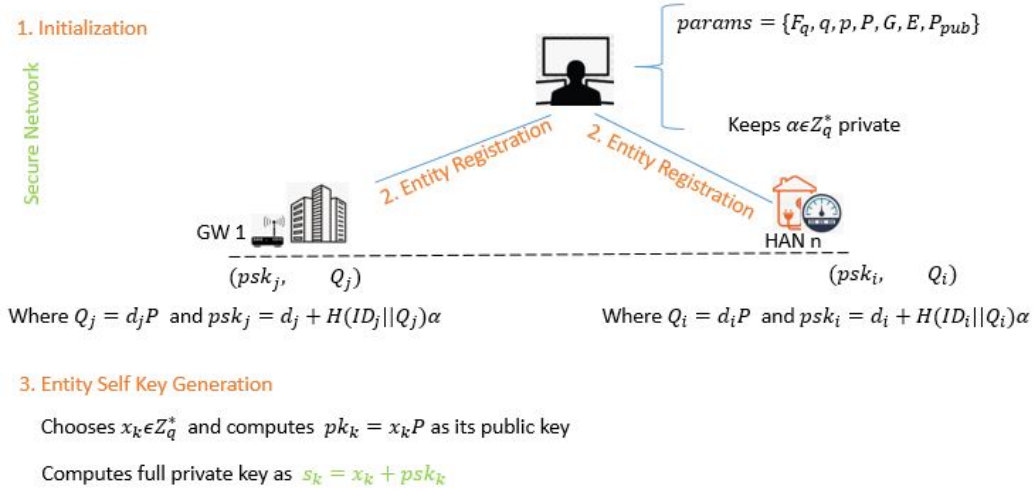 1. Initialization
params = {F_q, q, p, P, G, E, P_pub}
Secure Network
Keeps αϵZ_q^* private
2. Entity Registration
2. Entity Registration
GW 1
HAN n
(psk_j, Q_j)
(psk_i, Q_i)
Where Q_j = d_jP and psk_j = d_j + H(ID_j||Q_j)α
Where Q_i = d_iP and psk_i = d_i + H(ID_i||Q_i)α
3. Entity Self Key Generation
Chooses x_kϵZ_q^* and computes pk_k = x_kP as its public key
Computes full private key as s_k = x_k + psk_k